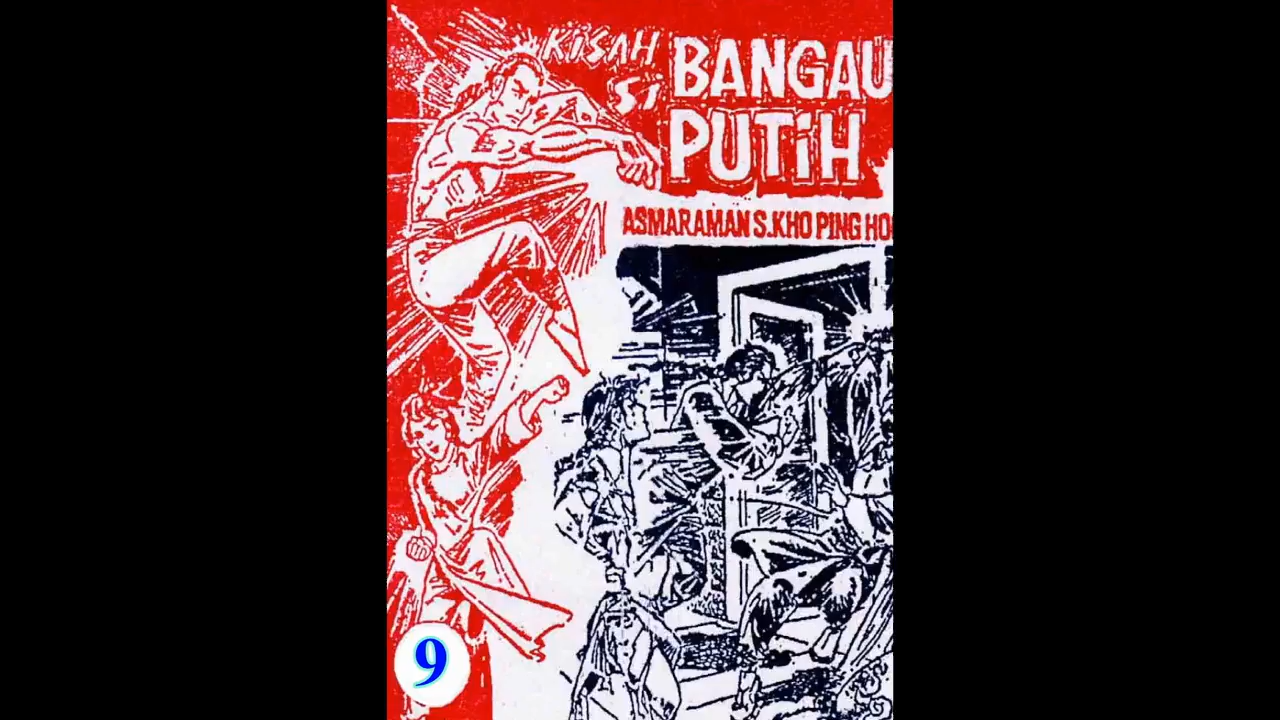 KISAH
SI
BANGAU
PUTIH
ASMARAMAN S. KHO PING HO
9